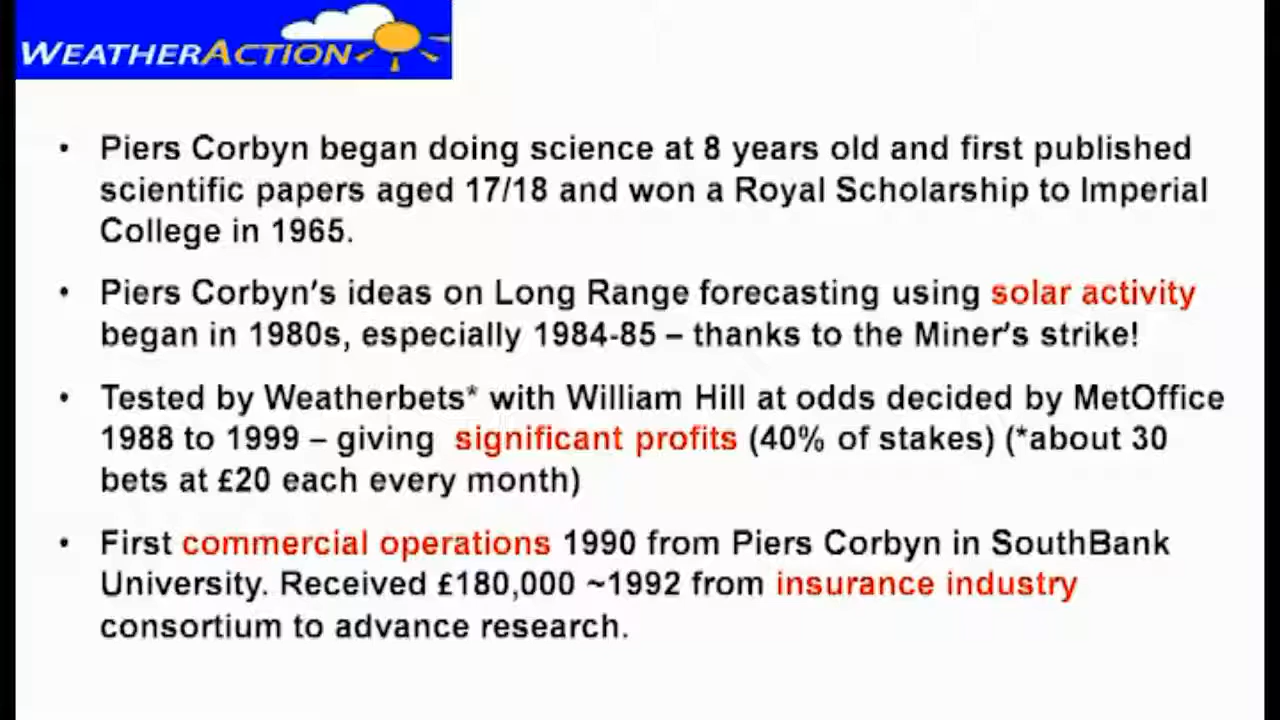 WEATHERACTION
• Piers Corbyn began doing science at 8 years old and first published
scientific papers aged 17/18 and won a Royal Scholarship to Imperial
College in 1965.
• Piers Corbyn's ideas on Long Range forecasting using solar activity
began in 1980s, especially 1984-85 – thanks to the Miner's strike!
• Tested by Weatherbets* with William Hill at odds decided by MetOffice
1988 to 1999 – giving significant profits (40% of stakes) (*about 30
bets at £20 each every month)
• First commercial operations 1990 from Piers Corbyn in SouthBank
University. Received £180,000 ~1992 from insurance industry
consortium to advance research.